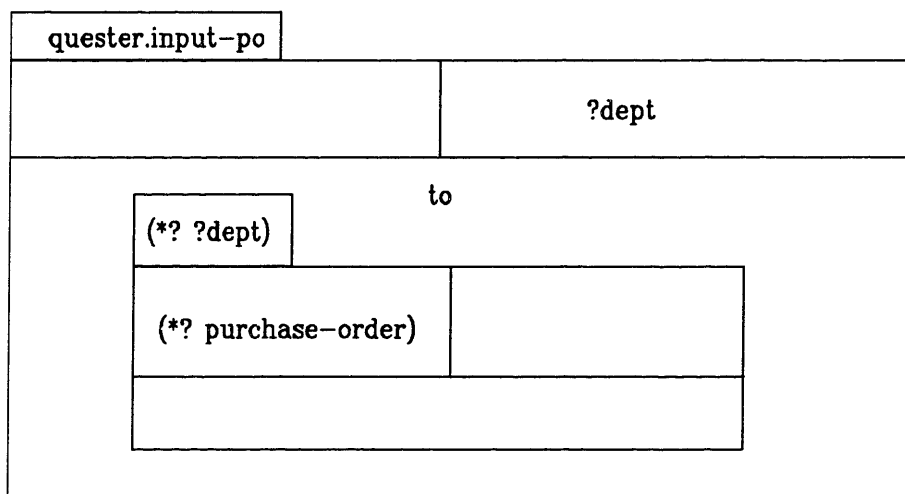 quester.input-po
?dept
to
(*? ?dept)
(*? purchase-order)